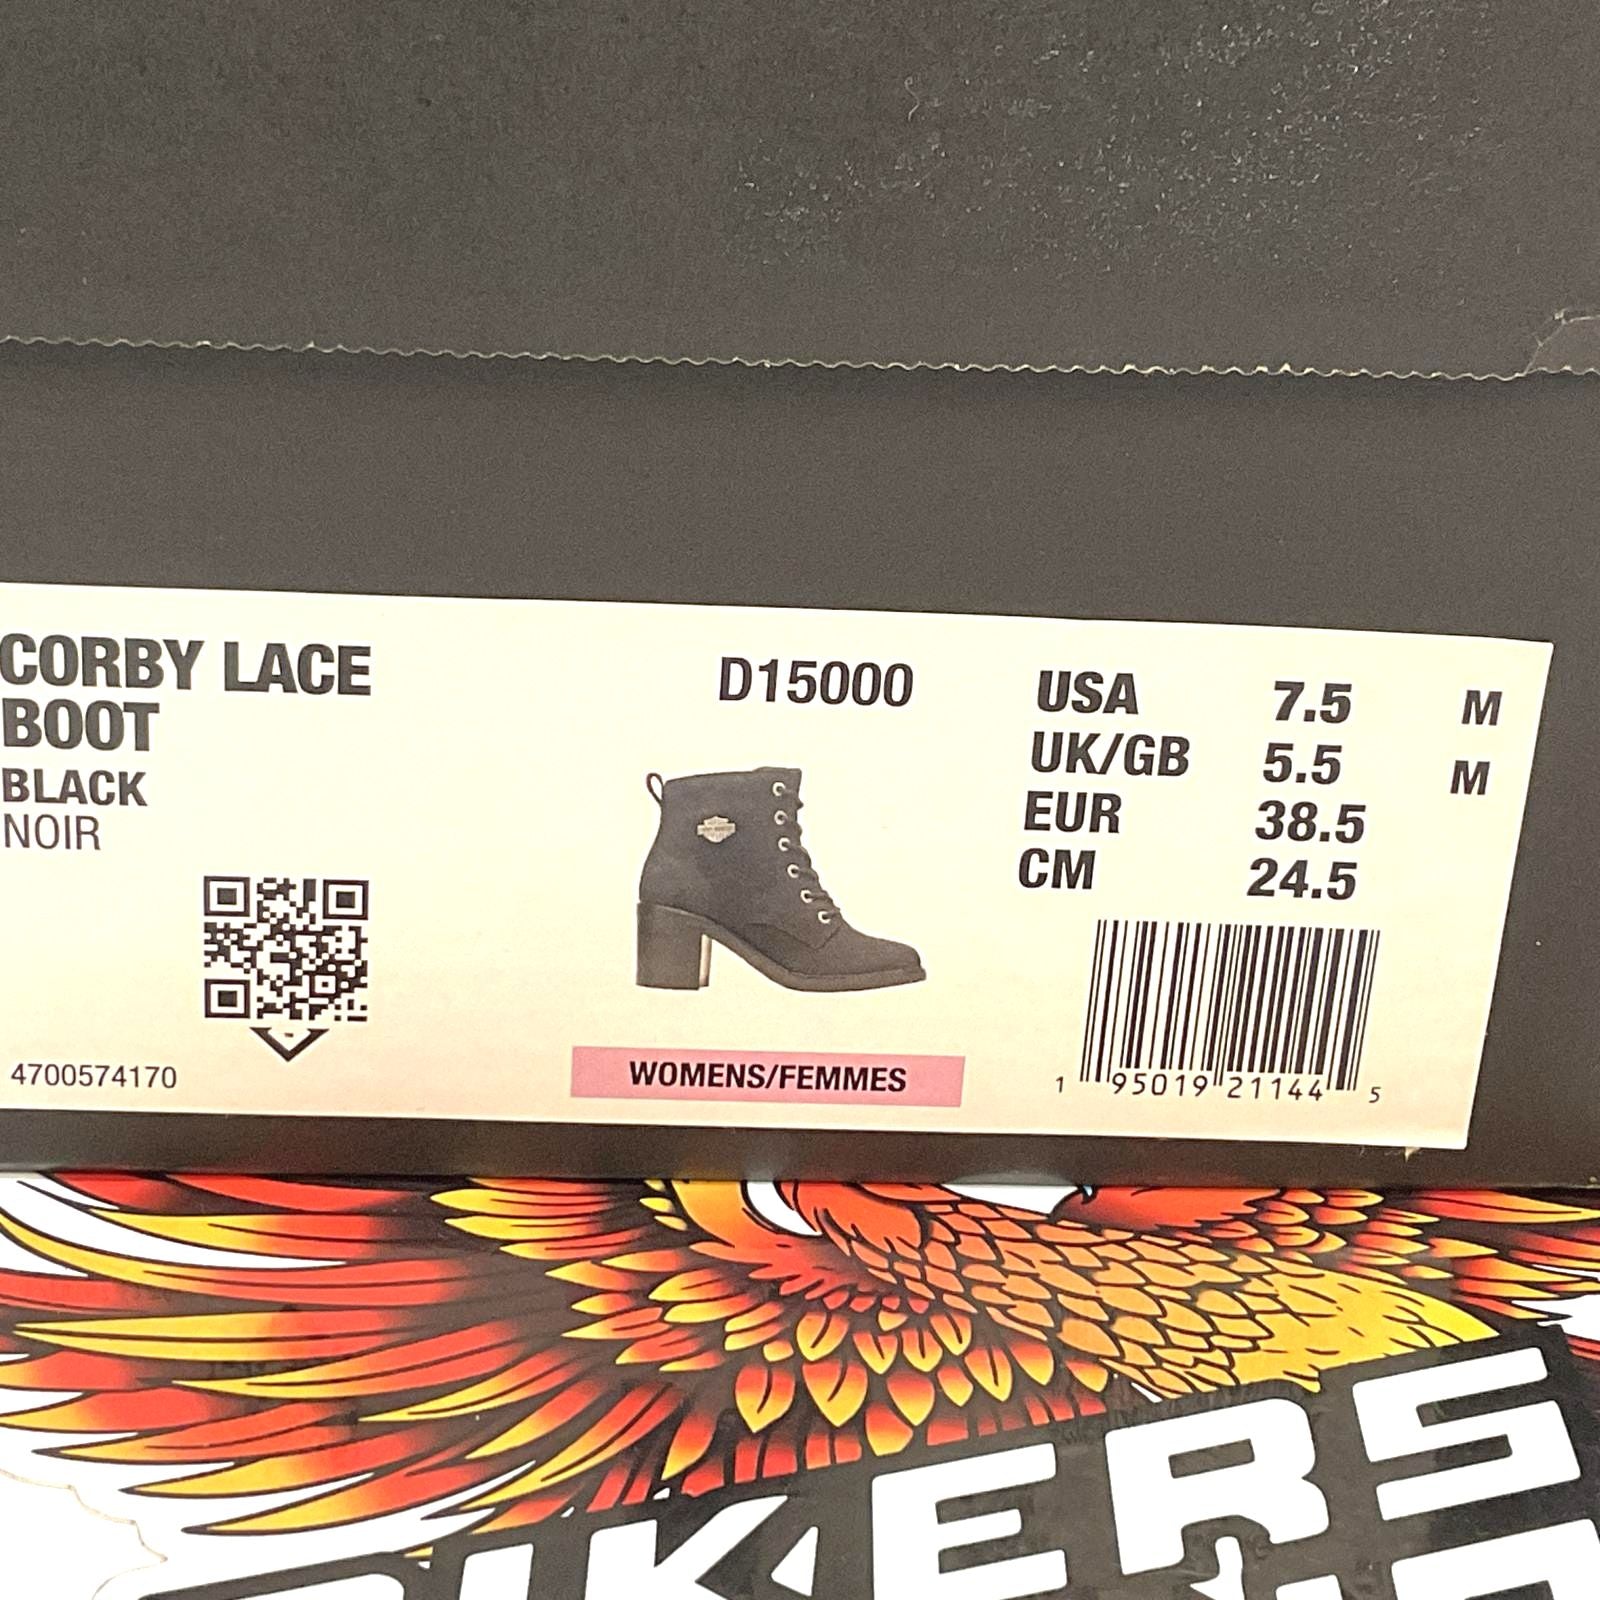 CORBY LACE
BOOT
BLACK
NOIR
4700574170
D15000
WOMENS/FEMMES
USA 7.5 M
UK/GB 5.5 M
EUR 38.5
CM 24.5
1 95019 21144 5
BIKERS